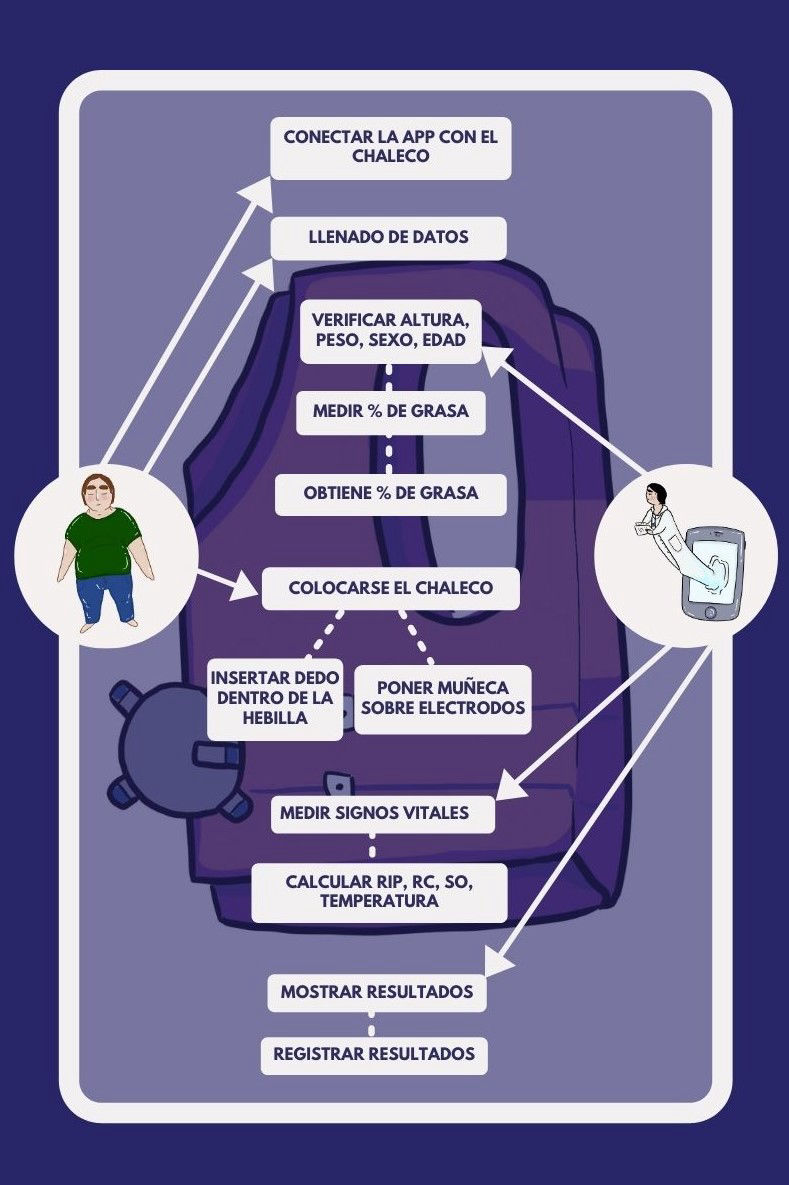 CONECTAR LA APP CON EL
CHALECO
LLENADO DE DATOS
VERIFICAR ALTURA,
PESO, SEXO, EDAD
MEDIR % DE GRASA
OBTIENE % DE GRASA
COLOCARSE EL CHALECO
INSERTAR DEDO
DENTRO DE LA
HEBILLA
PONER MUÑECA
SOBRE ELECTRODOS
MEDIR SIGNOS VITALES
CALCULAR RIP, RC, SO,
TEMPERATURA
MOSTRAR RESULTADOS
REGISTRAR RESULTADOS